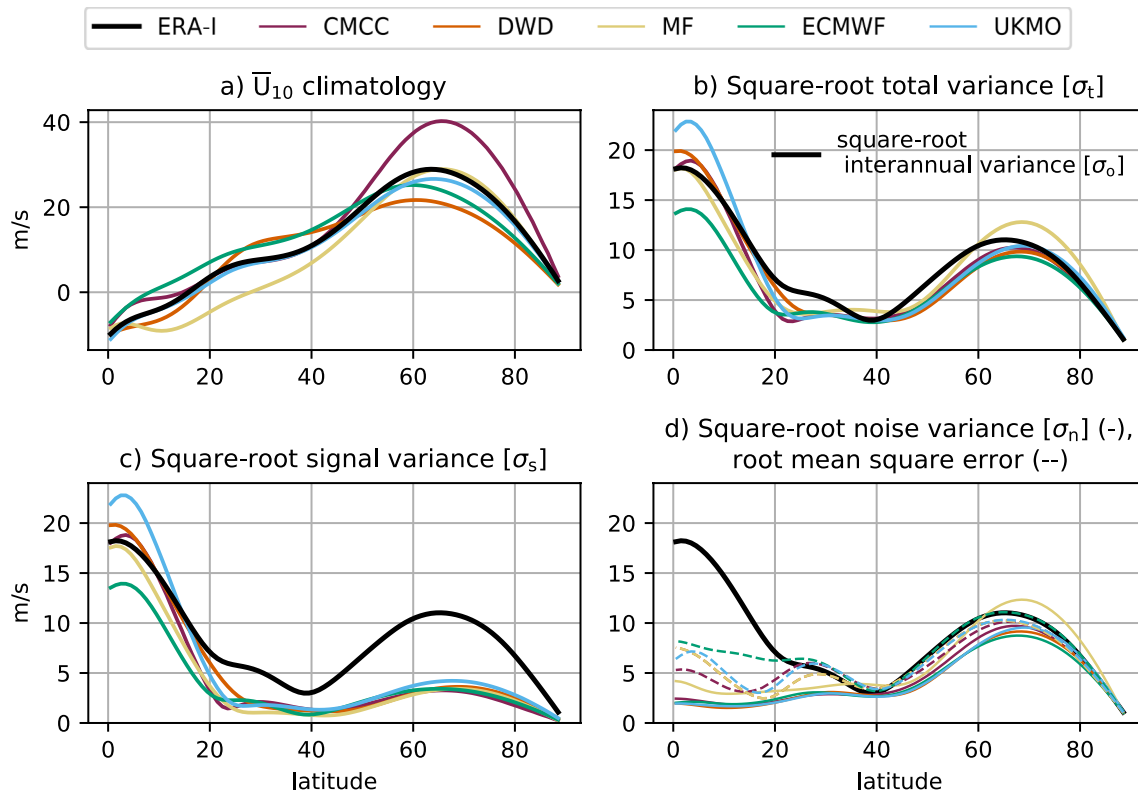 ERA-I CMCC DWD MF ECMWF UKMO
a) U̅₁₀ climatology
40
20
0
m/s
0 20 40 60 80
b) Square-root total variance [σₜ]
square-root
interannual variance [σₒ]
20
15
10
5
0
0 20 40 60 80
c) Square-root signal variance [σₛ]
20
15
10
5
0
m/s
0 20 40 60 80
latitude
d) Square-root noise variance [σₙ] (-),
root mean square error (--)
20
15
10
5
0
0 20 40 60 80
latitude